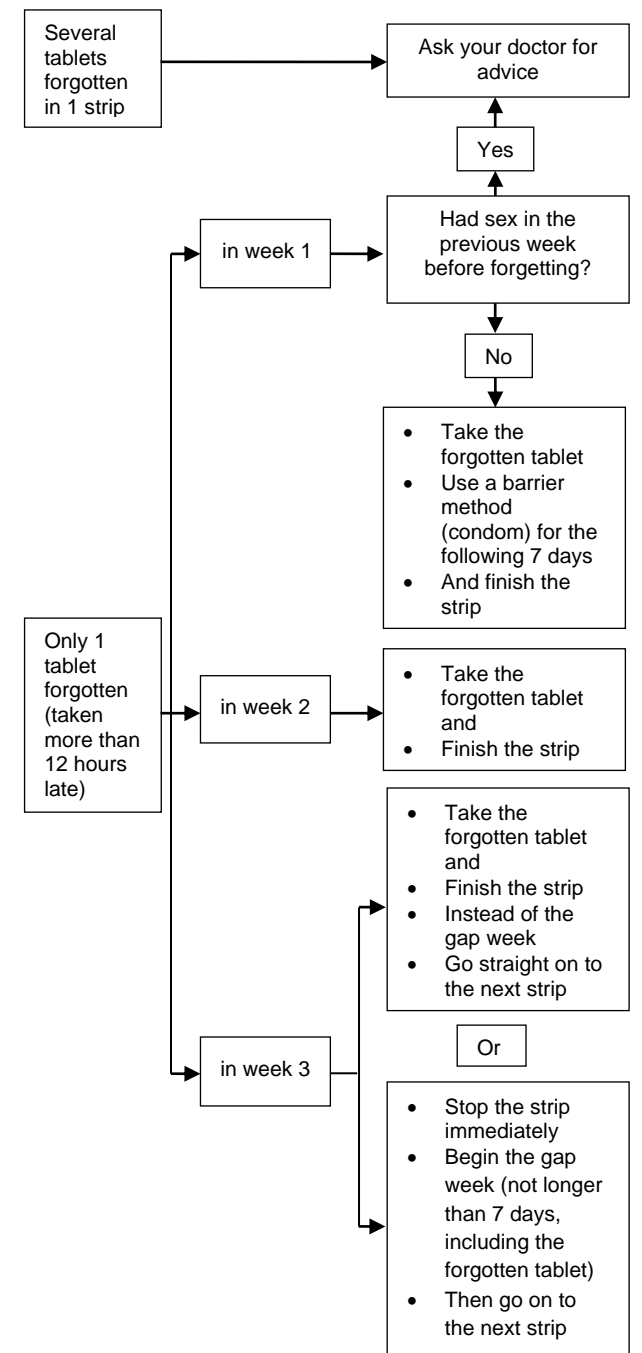 Several
tablets
forgotten
in 1 strip
Ask your doctor for
advice
Yes
in week 1
Had sex in the
previous week
before forgetting?
No
• Take the
forgotten tablet
• Use a barrier
method
(condom) for the
following 7 days
• And finish the
strip
Only 1
tablet
forgotten
(taken
more than
12 hours
late)
in week 2
• Take the
forgotten tablet
and
• Finish the strip
• Take the
forgotten tablet
and
• Finish the strip
• Instead of the
gap week
• Go straight on to
the next strip
Or
in week 3
• Stop the strip
immediately
• Begin the gap
week (not longer
than 7 days,
including the
forgotten tablet)
• Then go on to
the next strip